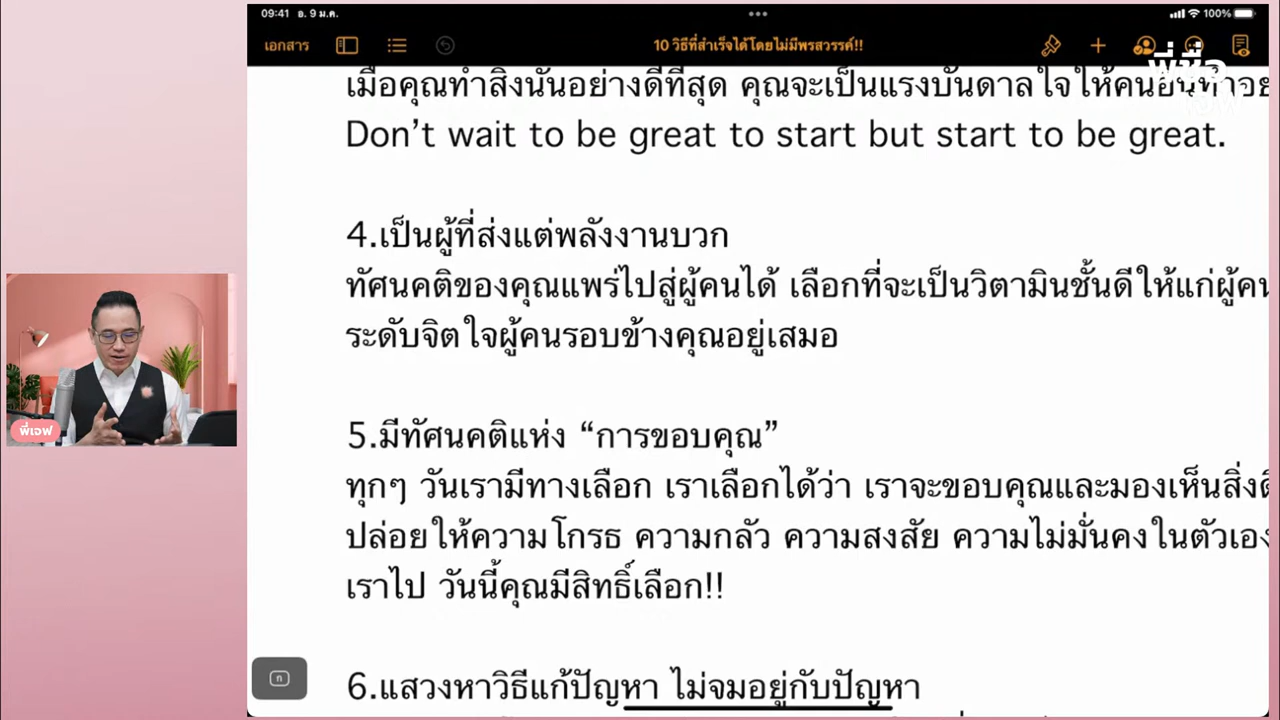 09:41 อ. 9 ม.ค.
100%
เอกสาร
10 วิธีที่สำเร็จได้โดยไม่มีพรสวรรค์!!
พี่ชื่อ
เมื่อคุณทำสิ่งนั้นอย่างดีที่สุด คุณจะเป็นแรงบันดาลใจให้คนอื่นทำอย
Don't wait to be great to start but start to be great.
4.เป็นผู้ที่ส่งแต่พลังงานบวก
ทัศนคติของคุณแพร่ไปสู่ผู้คนได้ เลือกที่จะเป็นวิตามินชั้นดีให้แก่ผู้คน
ระดับจิตใจผู้คนรอบข้างคุณอยู่เสมอ
5.มีทัศนคติแห่ง “การขอบคุณ”
ทุกๆ วันเรามีทางเลือก เราเลือกได้ว่า เราจะขอบคุณและมองเห็นสิ่งดี
ปล่อยให้ความโกรธ ความกลัว ความสงสัย ความไม่มั่นคงในตัวเอง
เราไป วันนี้คุณมีสิทธิ์เลือก!!
6.แสวงหาวิธีแก้ปัญหา ไม่จมอยู่กับปัญหา
พี่เจฟ
ก